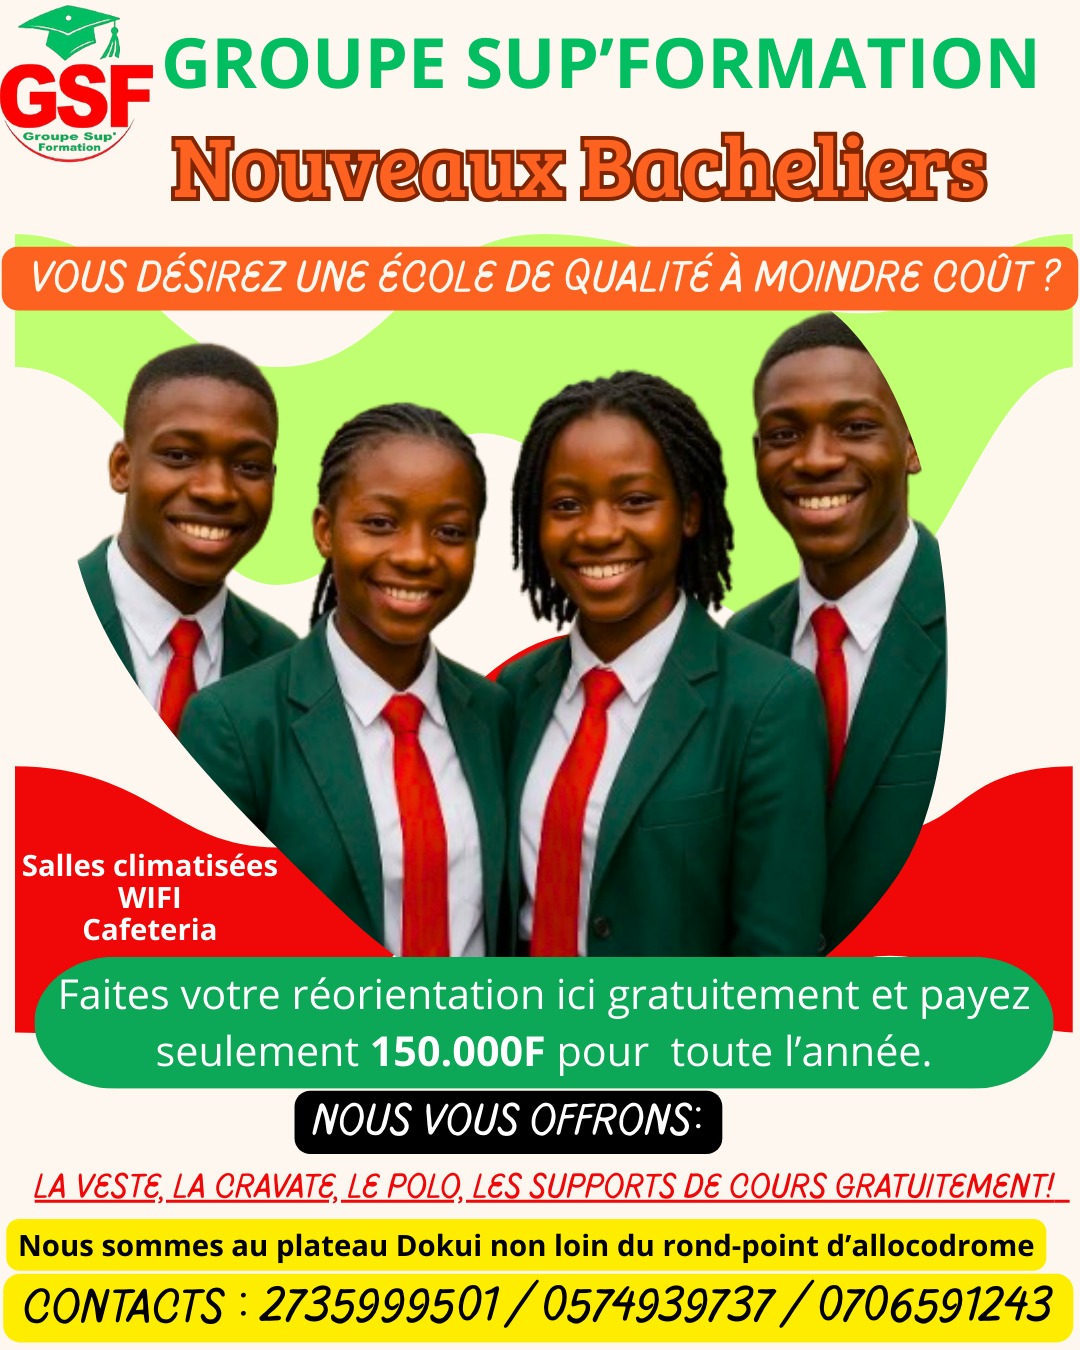 GSF
Groupe Sup'
Formation
GROUPE SUP’FORMATION
Nouveaux Bacheliers
VOUS DÉSIREZ UNE ÉCOLE DE QUALITÉ À MOINDRE COÛT ?
Salles climatisées
WIFI
Cafeteria
Faites votre réorientation ici gratuitement et payez
seulement 150.000F pour toute l’année.
NOUS VOUS OFFRONS:
LA VESTE, LA CRAVATE, LE POLO, LES SUPPORTS DE COURS GRATUITEMENT!
Nous sommes au plateau Dokui non loin du rond-point d’allocodrome
CONTACTS : 2735999501 / 0574939737 / 0706591243